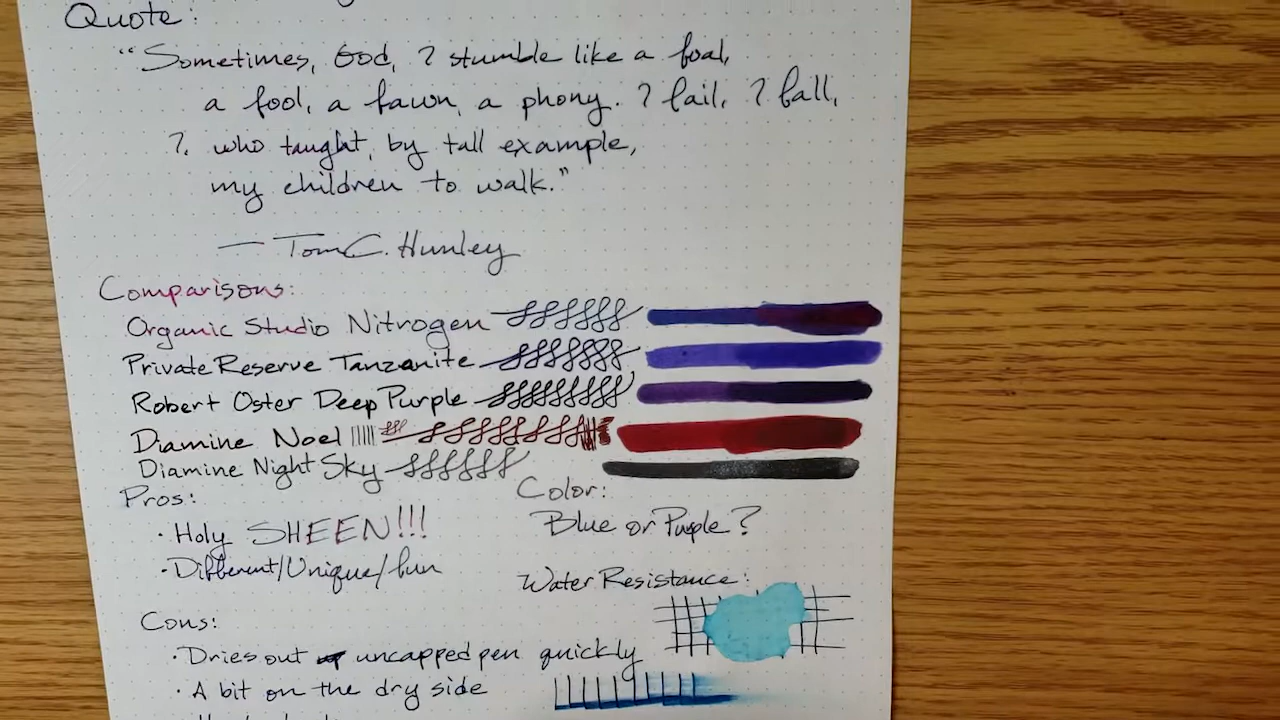 Quote:
"Sometimes, God, I stumble like a foal,
a fool, a fawn, a phony. I fail, I fall,
I, who taught, by tall example,
my children to walk."
— Tom C. Hunley
Comparisons:
Organic Studio Nitrogen
Private Reserve Tanzanite
Robert Oster Deep Purple
Diamine Noel
Diamine Night Sky
Pros:
· Holy SHEEN!!!
· Different/Unique/fun
Color:
Blue or Purple?
Water Resistance:
Cons:
· Dries out uncapped pen quickly
· A bit on the dry side